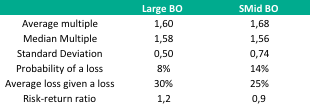 Large BO SMid BO
Average multiple 1,60 1,68
Median Multiple 1,58 1,56
Standard Deviation 0,50 0,74
Probability of a loss 8% 14%
Average loss given a loss 30% 25%
Risk-return ratio 1,2 0,9